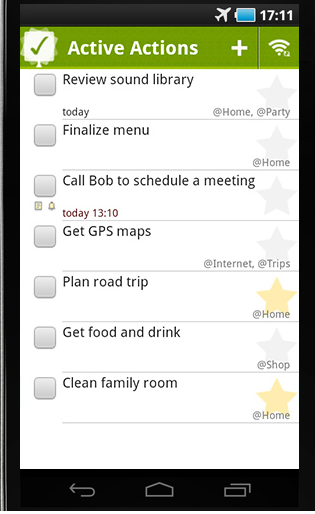 17:11
Active Actions
Review sound library
today @Home, @Party
Finalize menu
@Home
Call Bob to schedule a meeting
today 13:10
Get GPS maps
@Internet, @Trips
Plan road trip
@Home
Get food and drink
@Shop
Clean family room
@Home